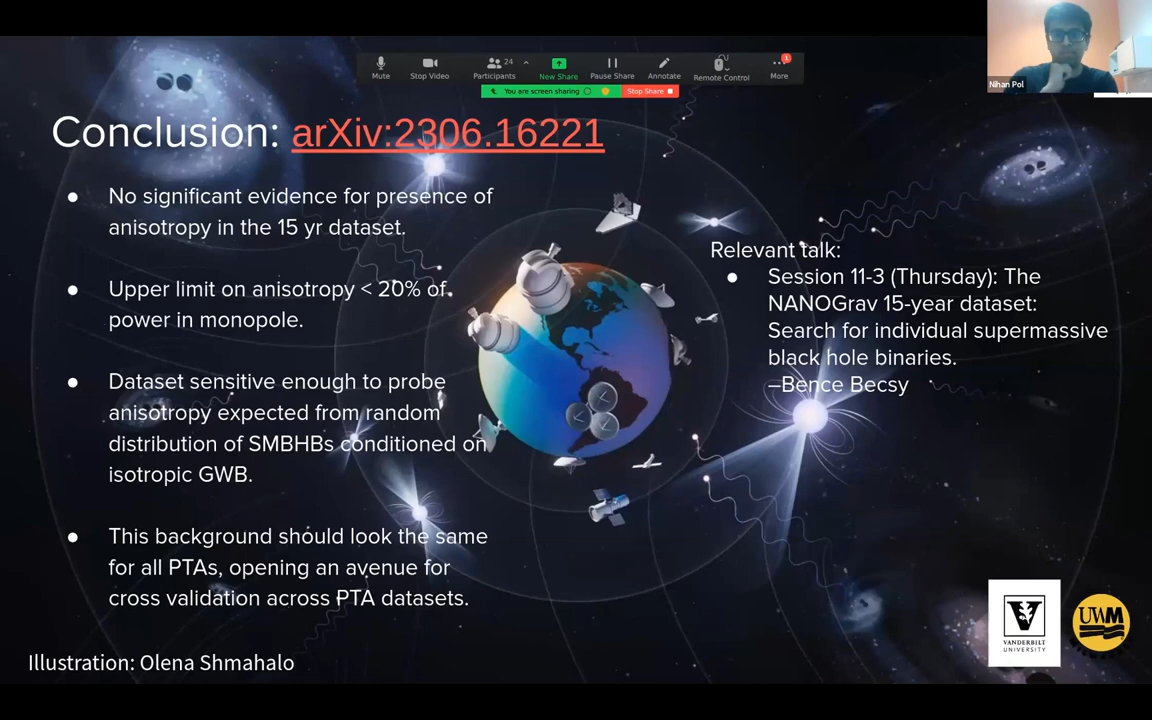 24
1
Mute
Stop Video
Participants
New Share
Pause Share
Annotate
Remote Control
More
You are screen sharing
Stop Share
Nihan Pol
Conclusion: arXiv:2306.16221
● No significant evidence for presence of
anisotropy in the 15 yr dataset.
● Upper limit on anisotropy < 20% of
power in monopole.
● Dataset sensitive enough to probe
anisotropy expected from random
distribution of SMBHBs conditioned on
isotropic GWB.
● This background should look the same
for all PTAs, opening an avenue for
cross validation across PTA datasets.
Relevant talk:
● Session 11-3 (Thursday): The
NANOGrav 15-year dataset:
Search for individual supermassive
black hole binaries.
–Bence Becsy
Illustration: Olena Shmahalo
V
VANDERBILT
UNIVERSITY
UWM